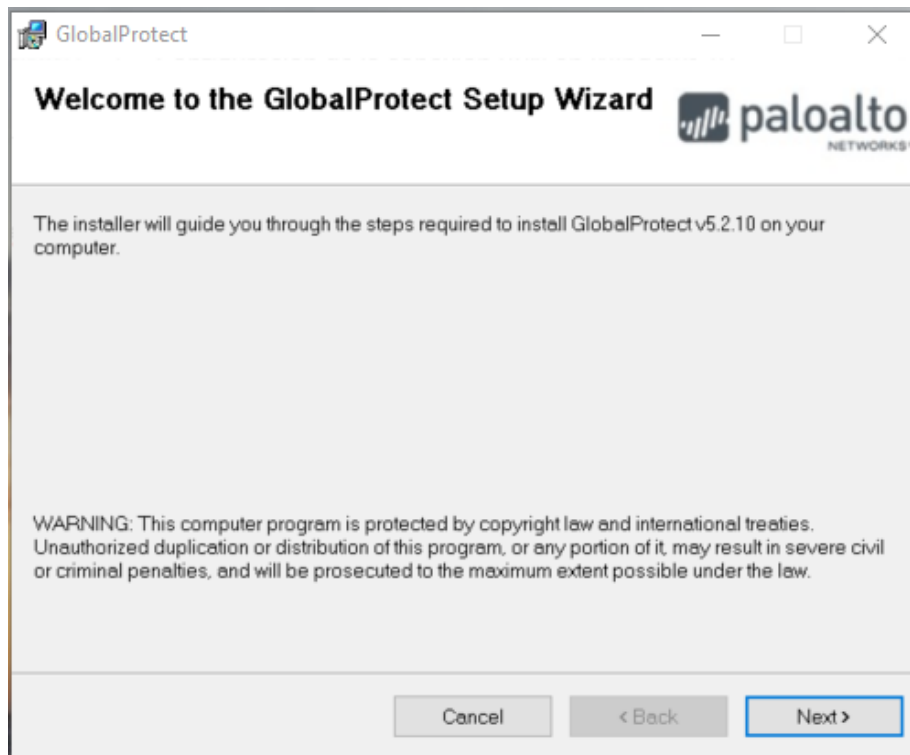 GlobalProtect
Welcome to the GlobalProtect Setup Wizard
paloalto
NETWORKS
The installer will guide you through the steps required to install GlobalProtect v5.2.10 on your
computer.
WARNING: This computer program is protected by copyright law and international treaties.
Unauthorized duplication or distribution of this program, or any portion of it, may result in severe civil
or criminal penalties, and will be prosecuted to the maximum extent possible under the law.
Cancel
< Back
Next >